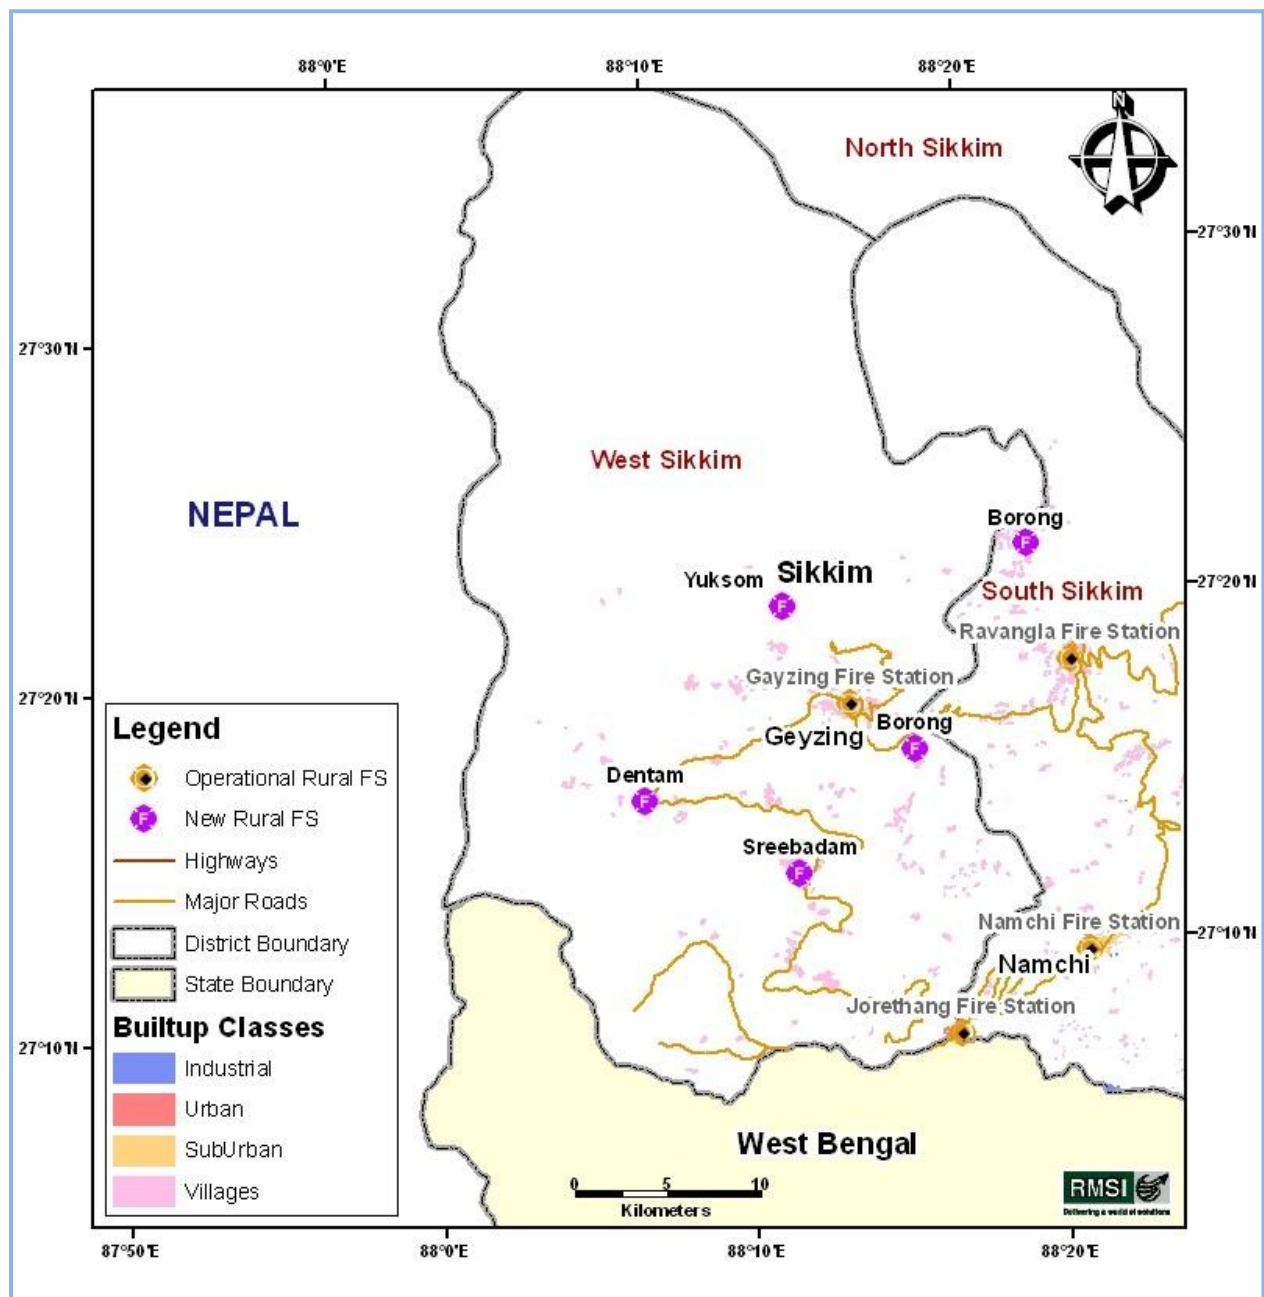 88°0'E 88°10'E 88°20'E
N
North Sikkim
27°30'N
27°30'N
West Sikkim
NEPAL
Borong
Yuksom
Sikkim
27°20'N
South Sikkim
Ravangla Fire Station
Gayzing Fire Station
27°20'N
Borong
Geyzing
Dentam
Sreebadam
Namchi Fire Station
27°10'N
Namchi
Jorethang Fire Station
27°10'N
West Bengal
Legend
Operational Rural FS
F New Rural FS
Highways
Major Roads
District Boundary
State Boundary
Builtup Classes
Industrial
Urban
SubUrban
Villages
F
F
F
F
F
0 5 10
Kilometers
RMSI
Delivering a world of solutions
87°50'E 88°0'E 88°10'E 88°20'E